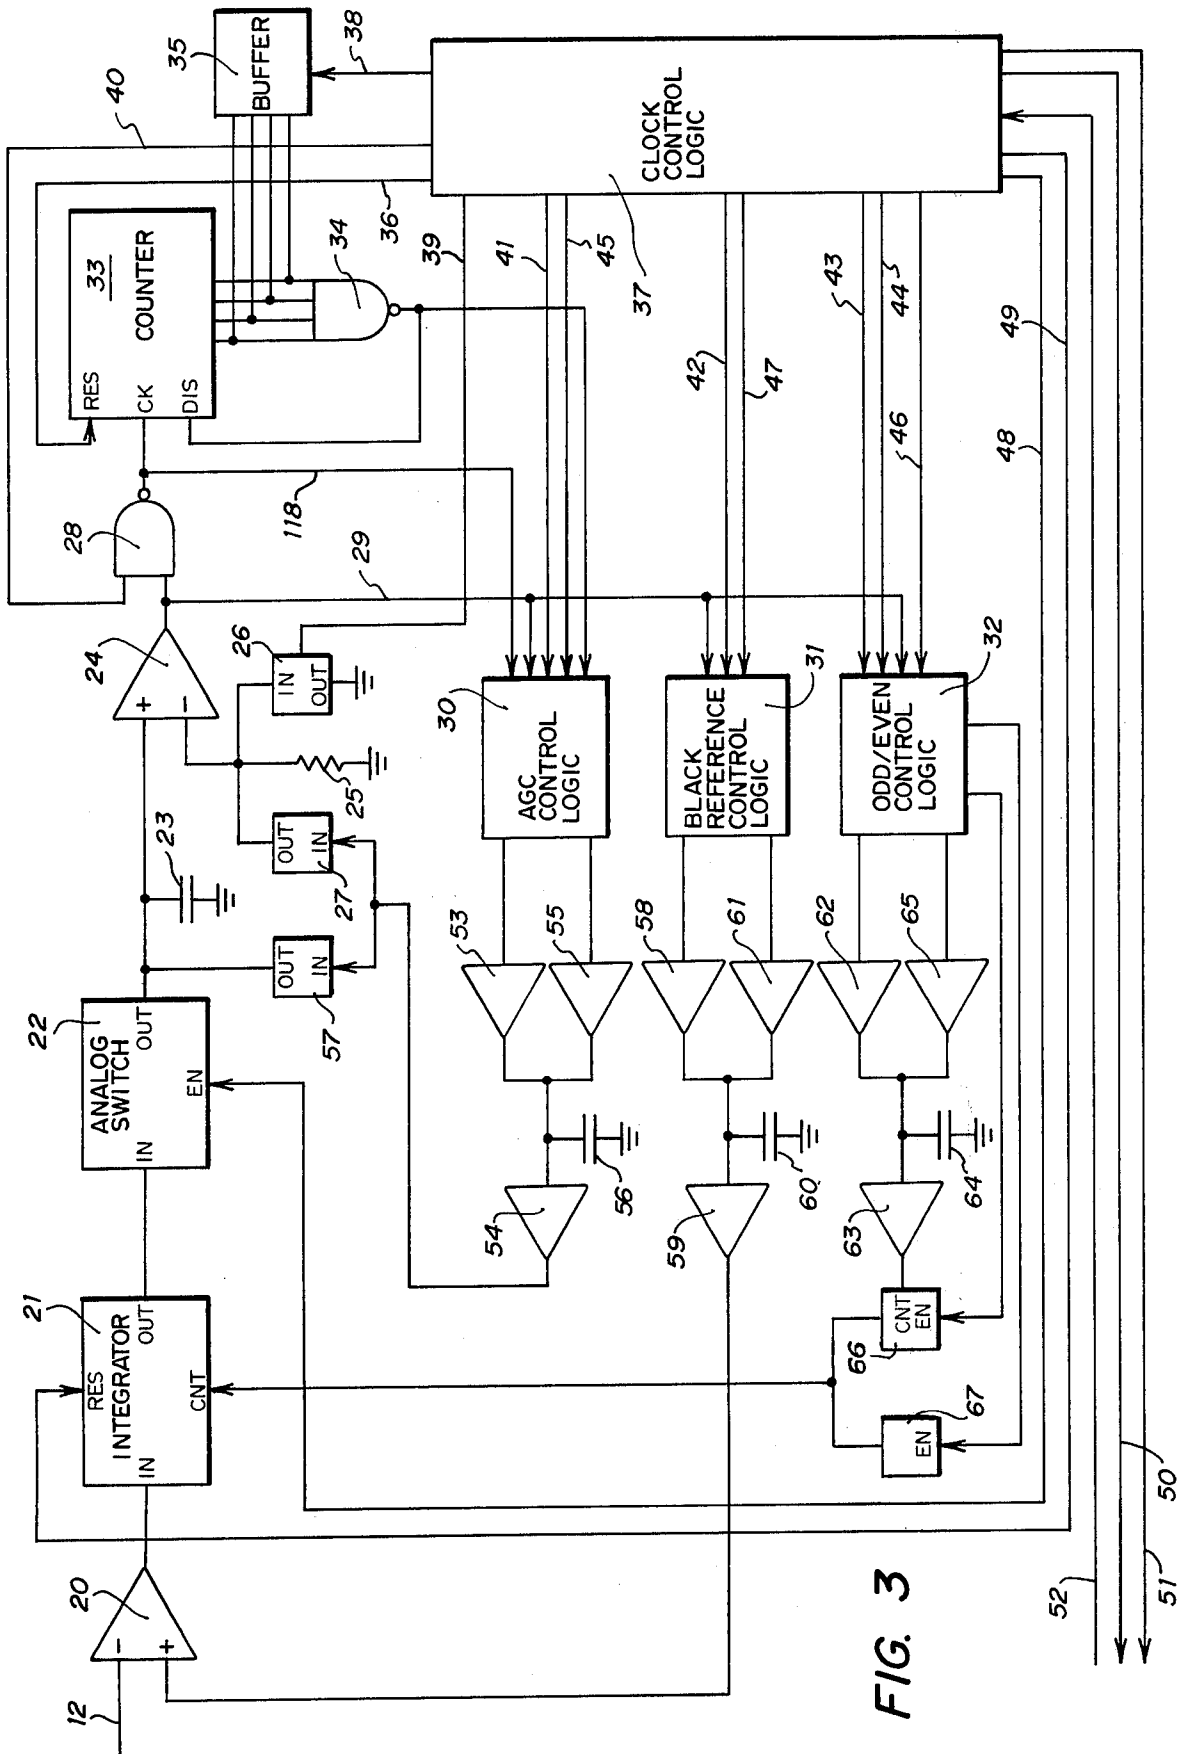 FIG. 3
12
20
- +
21
RES
INTEGRATOR
IN
OUT
CNT
22
ANALOG
SWITCH
IN
OUT
EN
23
57
OUT
IN
27
OUT
IN
25
26
IN
OUT
24
+ -
28
29
118
33
COUNTER
RES
CK
DIS
34
35
BUFFER
36
38
40
39
41
45
37
CLOCK
CONTROL
LOGIC
42
47
43
44
46
48
49
30
AGC
CONTROL
LOGIC
31
BLACK
REFERENCE
CONTROL
LOGIC
32
ODD/EVEN
CONTROL
LOGIC
53
55
58
61
62
65
54
56
59
60
63
64
66
CNT
EN
67
EN
50
51
52